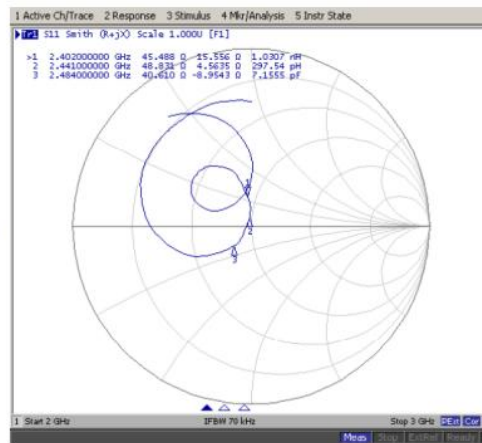 1 Active Ch/Trace 2 Response 3 Stimulus 4 Mkr/Analysis 5 Instr State
Tr1 S11 Smith (R+jX) Scale 1.000U [F1]
>1 2.402000000 GHz 45.488 Ω 15.556 Ω 1.0307 nH
2 2.441000000 GHz 48.831 Ω 4.5635 Ω 297.54 pH
3 2.484000000 GHz 40.610 Ω -8.9543 Ω 7.1555 pF
1
2
3
1 Start 2 GHz IFBW 70 kHz Stop 3 GHz PExt Cor
Meas Stop ExtRef Ready